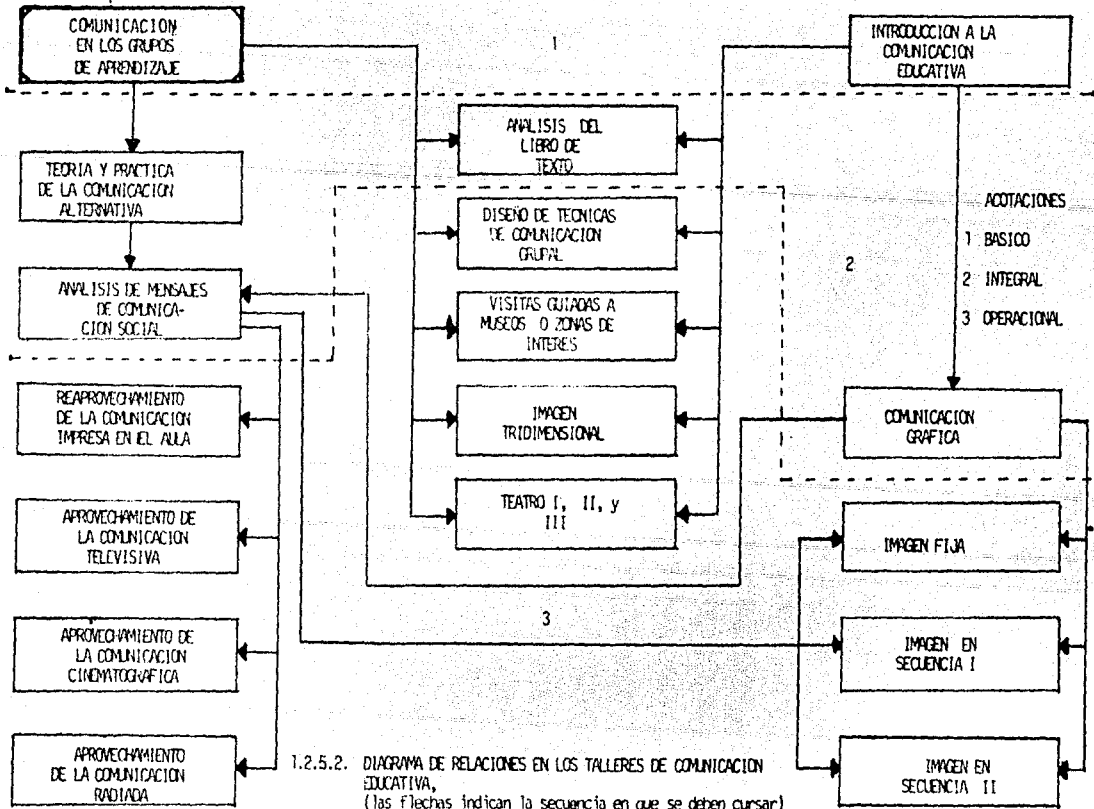 COMUNICACION
EN LOS GRUPOS
DE APRENDIZAJE
1
INTRODUCCION A LA
COMUNICACION
EDUCATIVA
ANALISIS DEL
LIBRO DE
TEXTO
TEORIA Y PRACTICA
DE LA COMUNICACION
ALTERNATIVA
DISEÑO DE TECNICAS
DE COMUNICACION
GRUPAL
ACOTACIONES
1 BASICO
2 INTEGRAL
3 OPERACIONAL
2
ANALISIS DE MENSAJES
DE COMUNICA-
CION SOCIAL
VISITAS GUIADAS A
MUSEOS O ZONAS DE
INTERES
REAPROVECHAMIENTO
DE LA COMUNICACION
IMPRESA EN EL AULA
IMAGEN
TRIDIMENSIONAL
COMUNICACION
GRAFICA
TEATRO I, II, y
III
APROVECHAMIENTO DE
LA COMUNICACION
TELEVISIVA
IMAGEN FIJA
3
APROVECHAMIENTO DE
LA COMUNICACION
CINEMATOGRAFICA
IMAGEN EN
SECUENCIA I
APROVECHAMIENTO
DE LA COMUNICACION
RADIADA
IMAGEN EN
SECUENCIA II
1.2.5.2. DIAGRAMA DE RELACIONES EN LOS TALLERES DE COMUNICACION
EDUCATIVA,
(las flechas indican la secuencia en que se deben cursar)